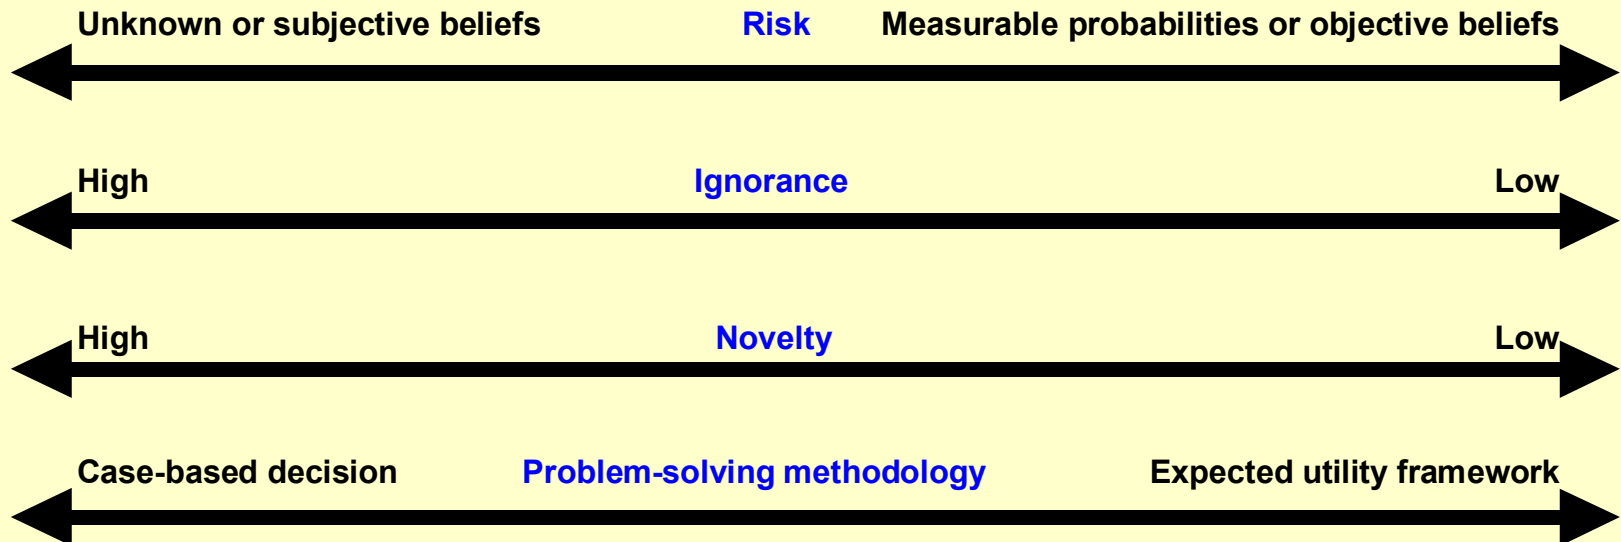 Unknown or subjective beliefs Risk Measurable probabilities or objective beliefs
High Ignorance Low
High Novelty Low
Case-based decision Problem-solving methodology Expected utility framework